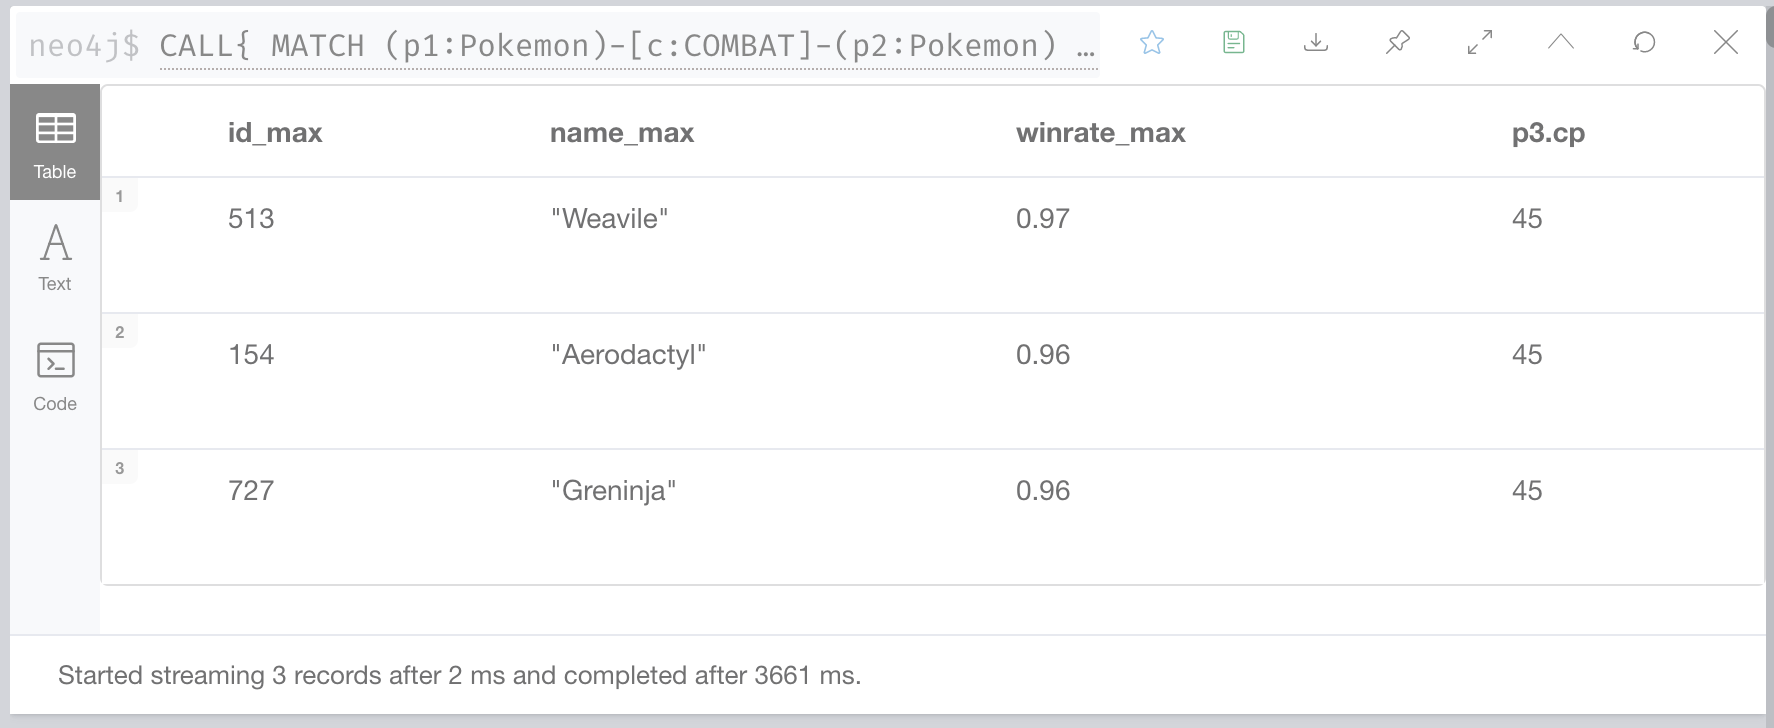 neo4j$ CALL{ MATCH (p1:Pokemon)-[c:COMBAT]-(p2:Pokemon) …
Table
Text
Code
id_max name_max winrate_max p3.cp
1 513 "Weavile" 0.97 45
2 154 "Aerodactyl" 0.96 45
3 727 "Greninja" 0.96 45
Started streaming 3 records after 2 ms and completed after 3661 ms.